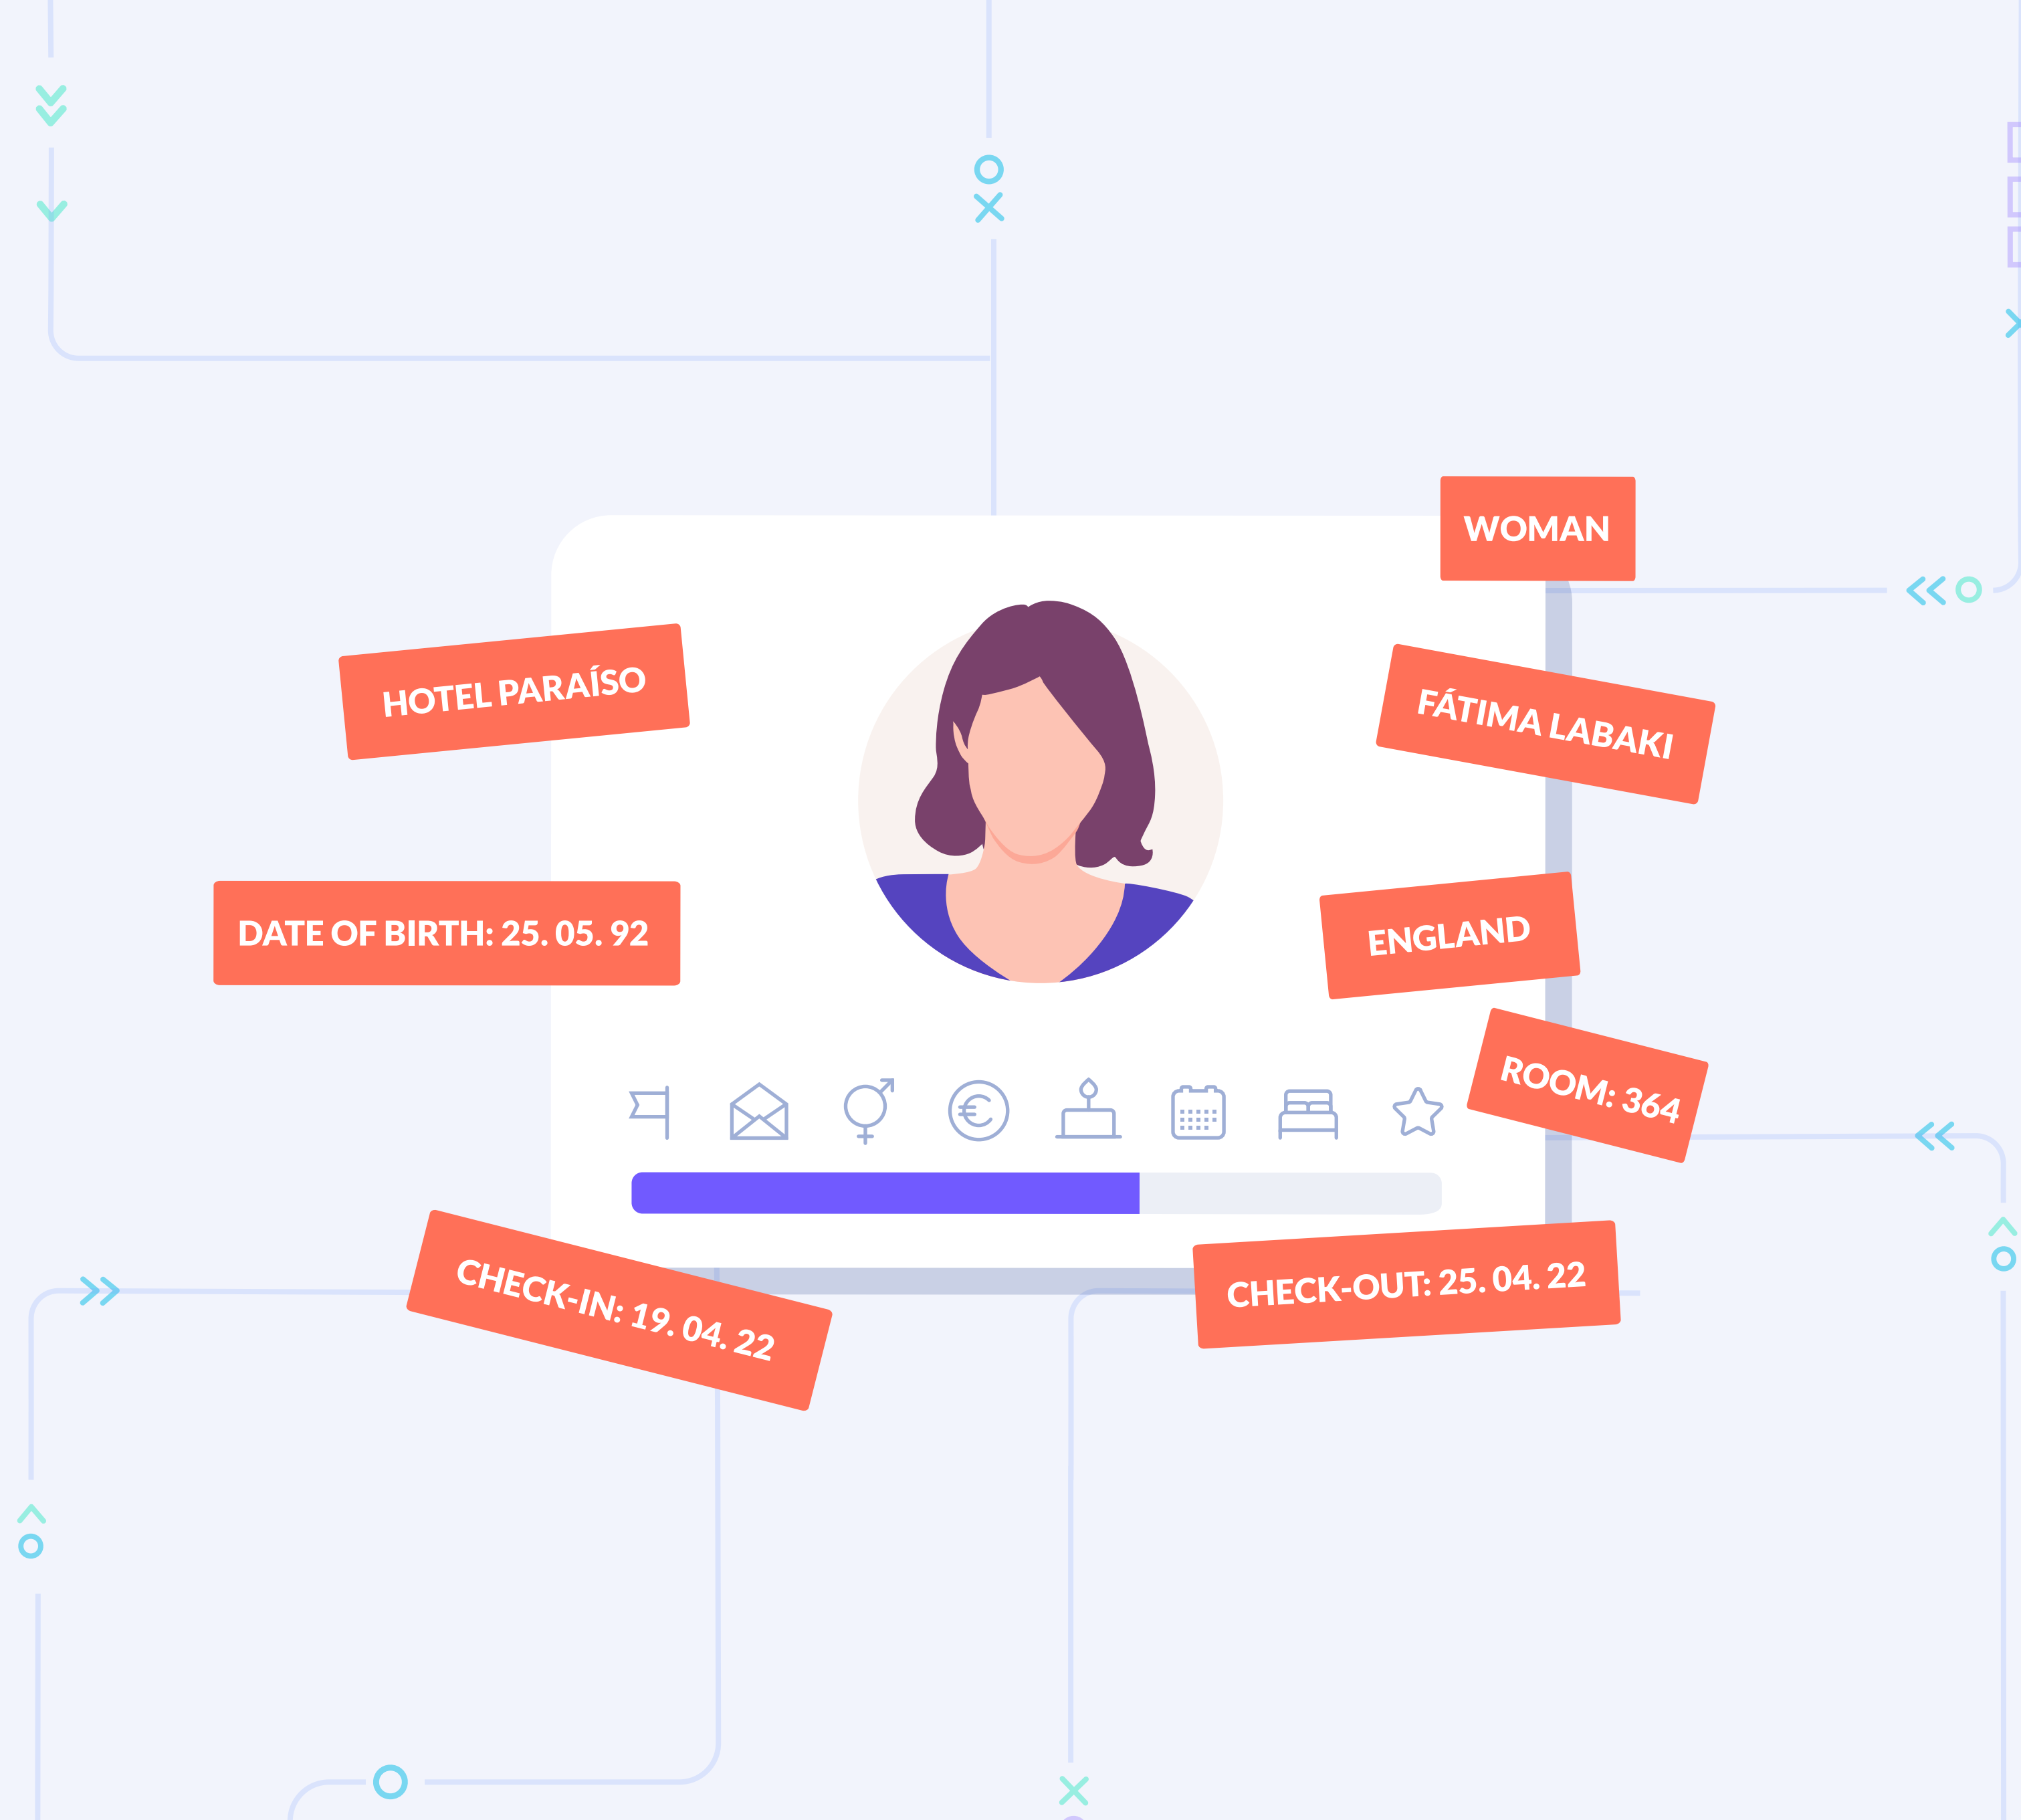 WOMAN
HOTEL PARAÍSO
FÁTIMA LABAKI
DATE OF BIRTH: 25. 05. 92
ENGLAND
ROOM: 364
CHECK-IN: 19. 04. 22
CHECK-OUT: 25. 04. 22